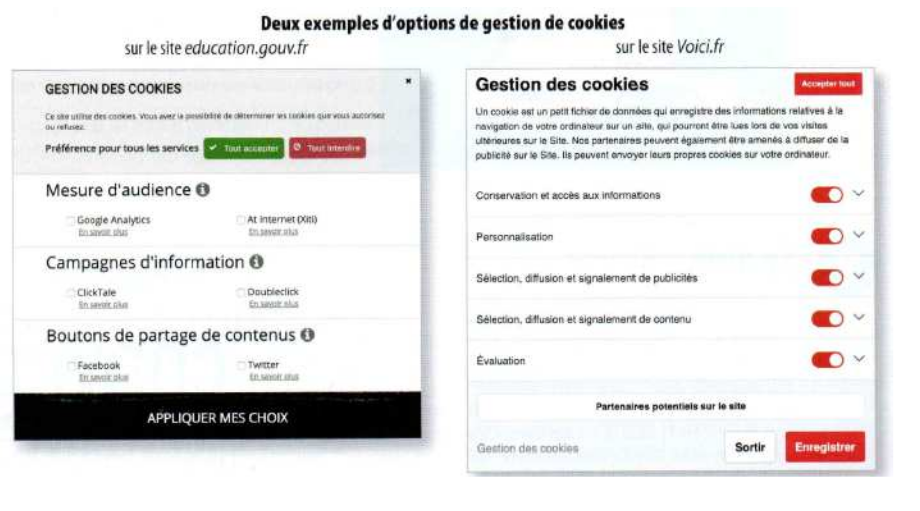 Deux exemples d'options de gestion de cookies
sur le site education.gouv.fr
GESTION DES COOKIES
Ce site utilise des cookies. Vous avez la possibilité de déterminer les cookies que vous autorisez
ou refusez.
Préférence pour tous les services ✓ Tout accepter Tout interdire
Mesure d'audience
Google Analytics At Internet (Xiti)
En savoir plus En savoir plus
Campagnes d'information
ClickTale Doubleclick
En savoir plus En savoir plus
Boutons de partage de contenus
Facebook Twitter
En savoir plus En savoir plus
APPLIQUER MES CHOIX
sur le site Voici.fr
Gestion des cookies Accepter tout
Un cookie est un petit fichier de données qui enregistre des informations relatives à la
navigation de votre ordinateur sur un site, qui pourront être lues lors de vos visites
ultérieures sur le Site. Nos partenaires peuvent également être amenés à diffuser de la
publicité sur le Site. Ils peuvent envoyer leurs propres cookies sur votre ordinateur.
Conservation et accès aux informations
Personnalisation
Sélection, diffusion et signalement de publicités
Sélection, diffusion et signalement de contenu
Évaluation
Partenaires potentiels sur le site
Gestion des cookies Sortir Enregistrer